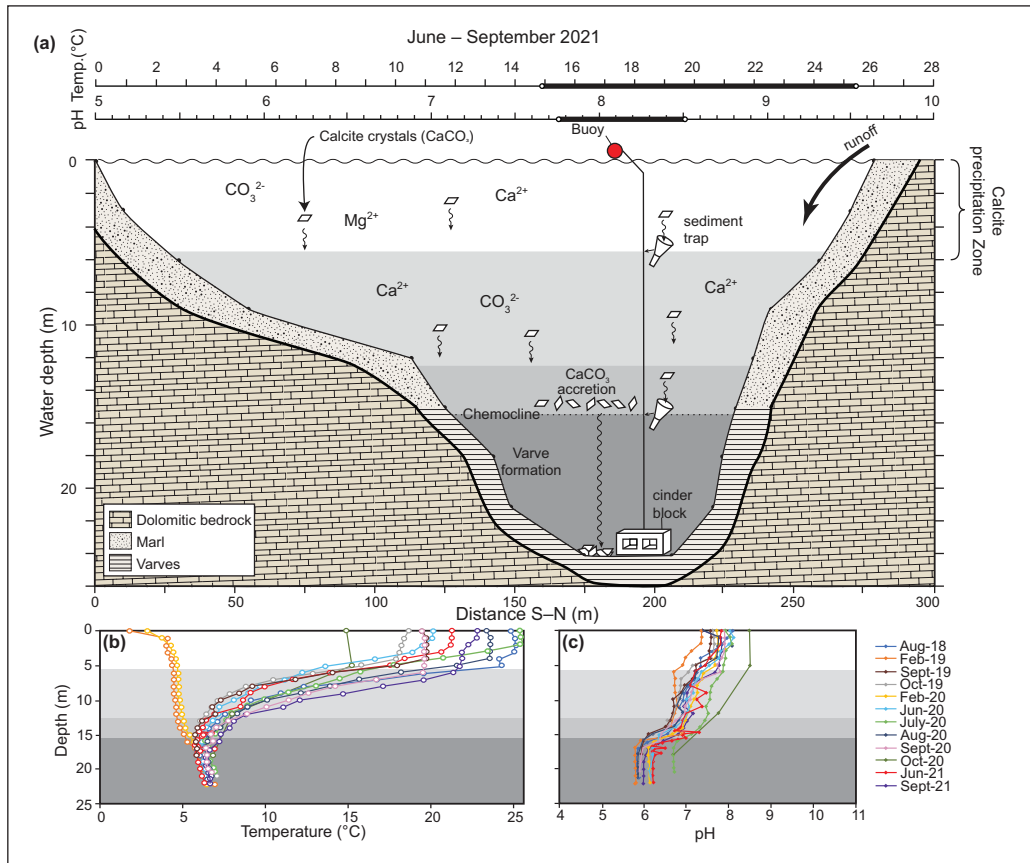 (a)
June – September 2021
pH Temp.(°C)
0 2 4 6 8 10 12 14 16 18 20 22 24 26 28
5 6 7 8 9 10
Calcite crystals (CaCO₃)
Buoy
runoff
Calcite
precipitation Zone
Water depth (m)
0
10
20
CO₃²⁻
Ca²⁺
Mg²⁺
sediment
trap
Ca²⁺
CO₃²⁻
Ca²⁺
CaCO₃
accretion
Chemocline
Varve
formation
cinder
block
Dolomitic bedrock
Marl
Varves
0 50 100 150 200 250 300
Distance S–N (m)
(b)
Depth (m)
0
5
10
15
20
25
0 5 10 15 20 25
Temperature (°C)
(c)
4 5 6 7 8 9 10 11
pH
Aug-18
Feb-19
Sept-19
Oct-19
Feb-20
Jun-20
July-20
Aug-20
Sept-20
Oct-20
Jun-21
Sept-21